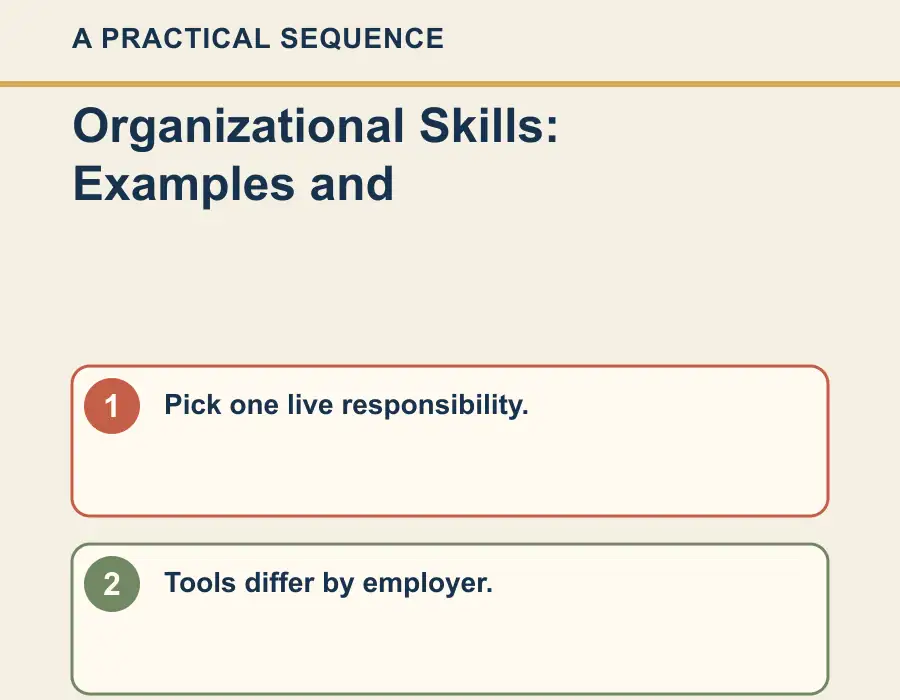 A PRACTICAL SEQUENCE
Organizational Skills:
Examples and
1
Pick one live responsibility.
2
Tools differ by employer.